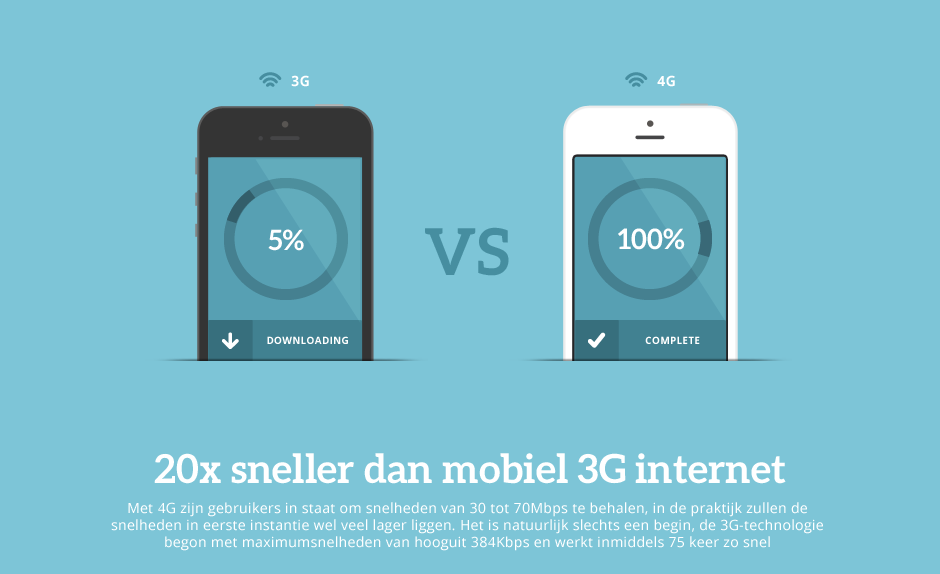 3G
4G
5%
VS
100%
DOWNLOADING
COMPLETE
20x sneller dan mobiel 3G internet
Met 4G zijn gebruikers in staat om snelheden van 30 tot 70Mbps te behalen, in de praktijk zullen de
snelheden in eerste instantie wel veel lager liggen. Het is natuurlijk slechts een begin, de 3G-technologie
begon met maximumsnelheden van hooguit 384Kbps en werkt inmiddels 75 keer zo snel